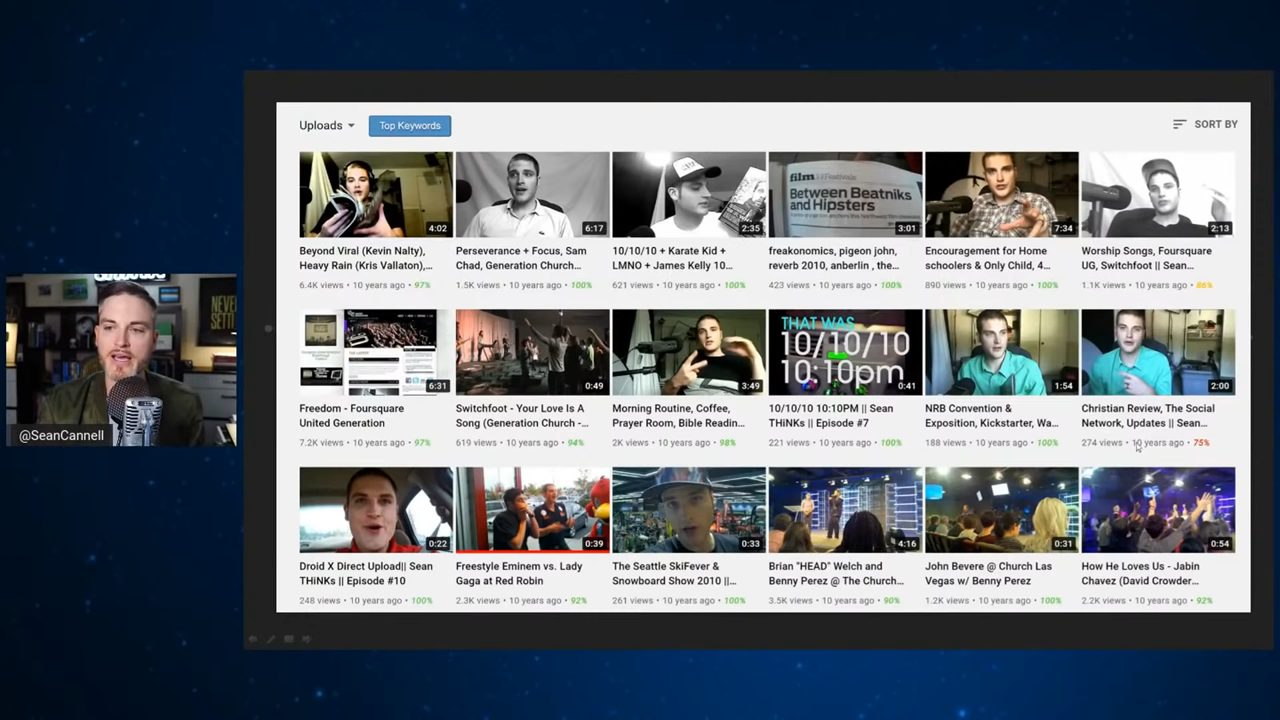 Uploads
Top Keywords
SORT BY
4:02
6:17
2:35
film Festivals
Between Beatniks
and Hipsters
3:01
7:34
2:13
Beyond Viral (Kevin Nalty),
Heavy Rain (Kris Vallaton),...
Perseverance + Focus, Sam
Chad, Generation Church...
10/10/10 + Karate Kid +
LMNO + James Kelly 10...
freakonomics, pigeon john,
reverb 2010, anberlin , the...
Encouragement for Home
schoolers & Only Child, 4...
Worship Songs, Foursquare
UG, Switchfoot || Sean...
6.4K views • 10 years ago • 97%
1.5K views • 10 years ago • 100%
621 views • 10 years ago • 100%
423 views • 10 years ago • 100%
890 views • 10 years ago • 100%
1.1K views • 10 years ago • 86%
NEVER
SETT
@SeanCannell
6:31
0:49
3:49
THAT WAS
10/10/10
10:10pm
0:41
1:54
2:00
Freedom - Foursquare
United Generation
Switchfoot - Your Love Is A
Song (Generation Church -...
Morning Routine, Coffee,
Prayer Room, Bible Readin...
10/10/10 10:10PM || Sean
THiNKs || Episode #7
NRB Convention &
Exposition, Kickstarter, Wa...
Christian Review, The Social
Network, Updates || Sean...
7.2K views • 10 years ago • 97%
619 views • 10 years ago • 94%
2K views • 10 years ago • 98%
221 views • 10 years ago • 100%
188 views • 10 years ago • 100%
274 views • 10 years ago • 75%
0:22
0:39
0:33
4:16
0:31
0:54
Droid X Direct Upload|| Sean
THiNKs || Episode #10
Freestyle Eminem vs. Lady
Gaga at Red Robin
The Seattle SkiFever &
Snowboard Show 2010 ||...
Brian "HEAD" Welch and
Benny Perez @ The Church...
John Bevere @ Church Las
Vegas w/ Benny Perez
How He Loves Us - Jabin
Chavez (David Crowder...
248 views • 10 years ago • 100%
2.3K views • 10 years ago • 92%
261 views • 10 years ago • 100%
3.5K views • 10 years ago • 90%
1.2K views • 10 years ago • 100%
2.2K views • 10 years ago • 92%